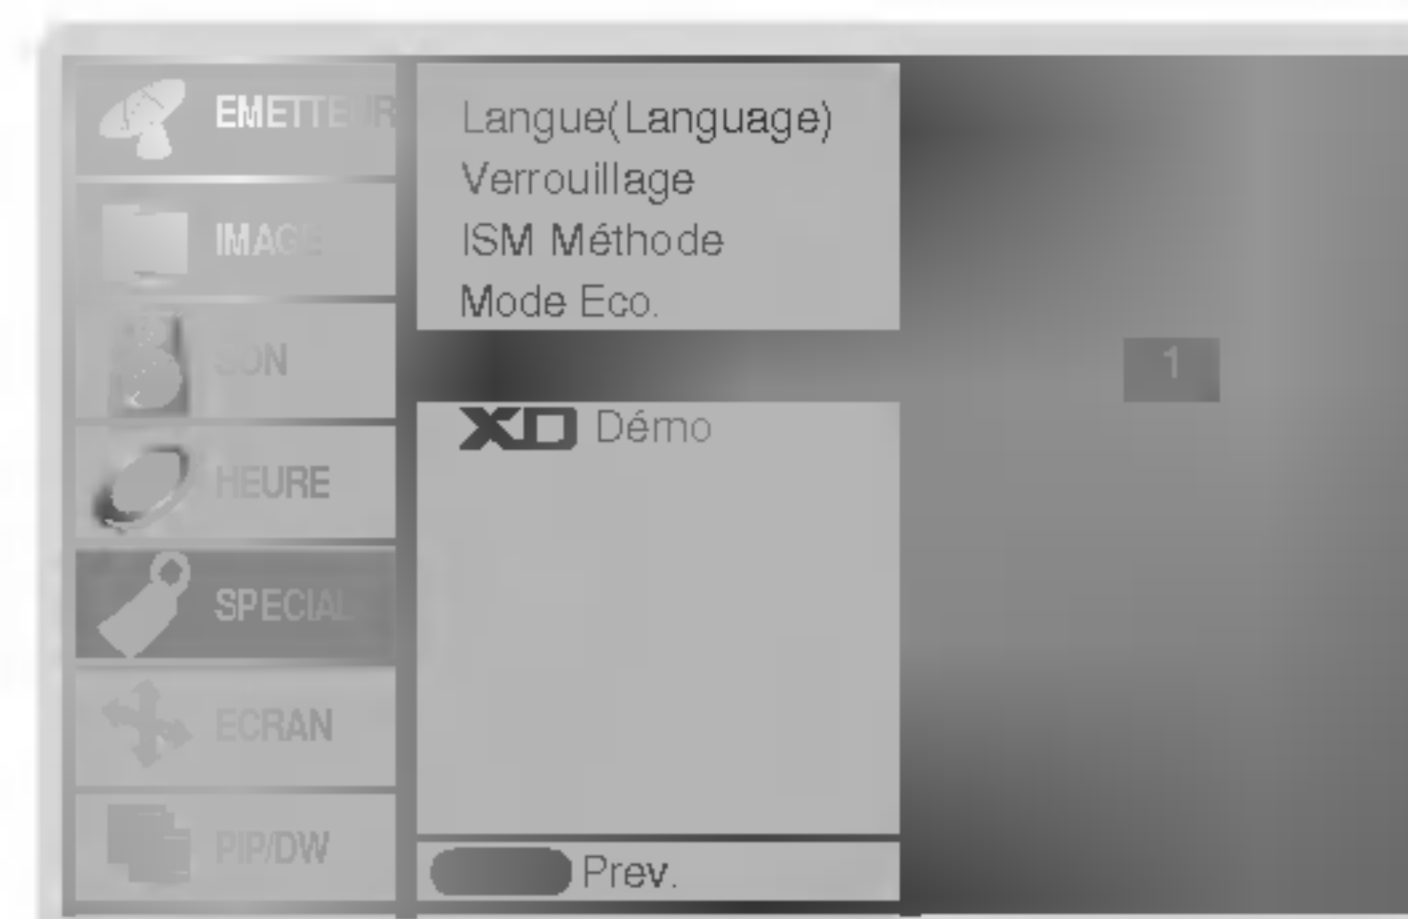 EMETTEUR
IMAGE
SON
HEURE
SPECIAL
ECRAN
PIP/DW
Langue(Language)
Verrouillage
ISM Méthode
Mode Eco.
1
XD Démo
Prev.